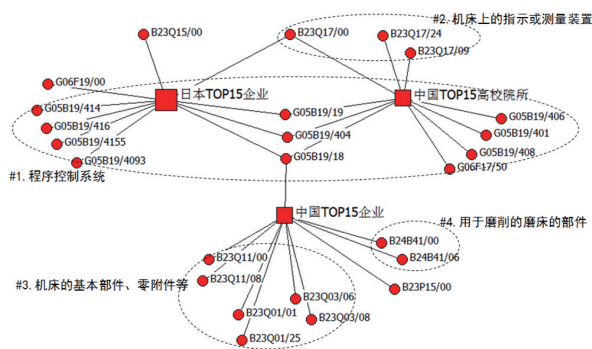 #2. 机床上的指示或测量装置
B23Q15/00
B23Q17/00
B23Q17/24
B23Q17/09
G06F19/00
日本TOP15企业
中国TOP15高校院所
G05B19/414
G05B19/19
G05B19/406
G05B19/416
G05B19/404
G05B19/401
G05B19/4155
G05B19/408
G05B19/18
G05B19/4093
G06F17/50
#1. 程序控制系统
中国TOP15企业
#4. 用于磨削的磨床的部件
B24B41/00
B23Q11/00
B24B41/06
B23Q11/08
#3. 机床的基本部件、零附件等
B23P15/00
B23Q03/06
B23Q01/01
B23Q03/08
B23Q01/25